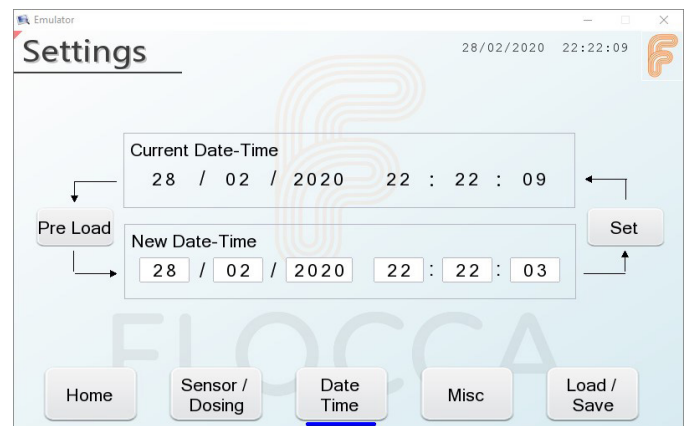 Emulator
Settings
28/02/2020 22:22:09
Current Date-Time
28 / 02 / 2020 22 : 22 : 09
Pre Load
Set
New Date-Time
28 / 02 / 2020 22 : 22 : 03
FLOCCA
Home
Sensor /
Dosing
Date
Time
Misc
Load /
Save